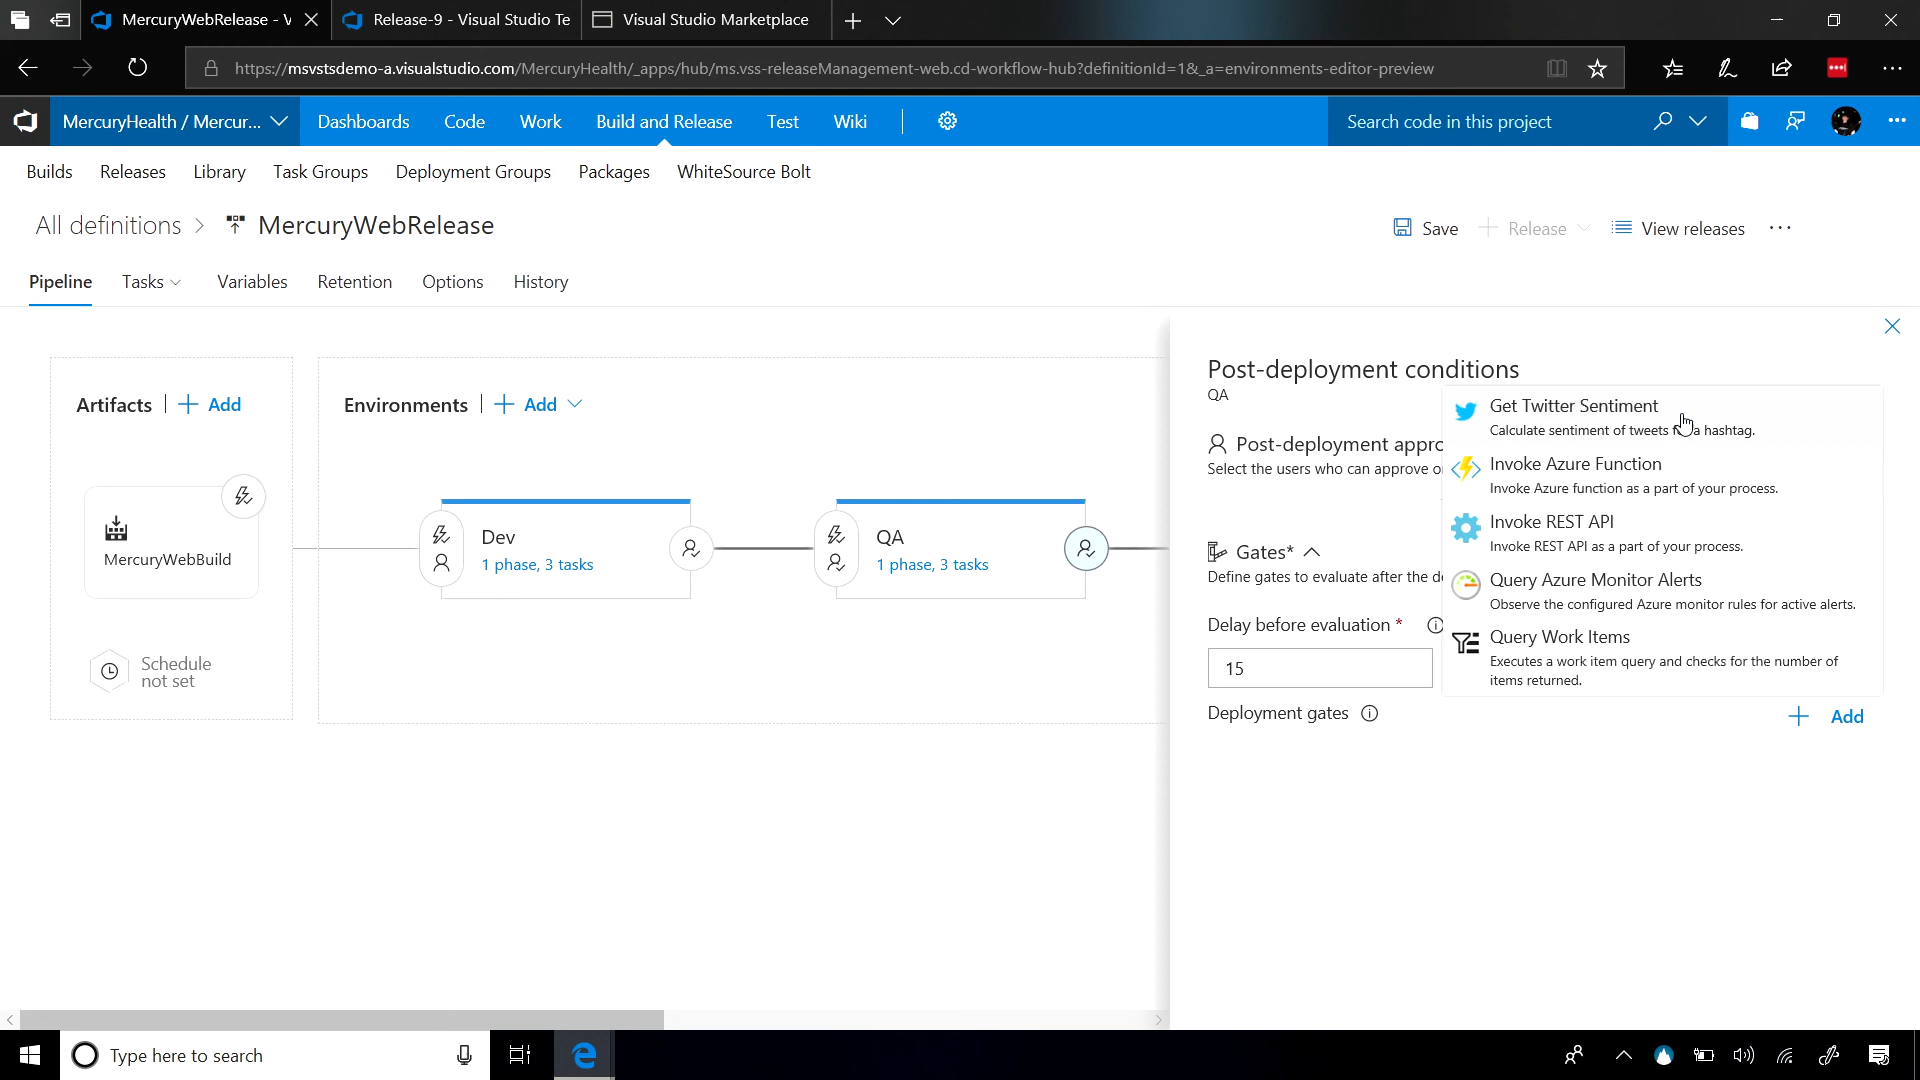 MercuryWebRelease - V
Release-9 - Visual Studio Te
Visual Studio Marketplace
https://msvstsdemo-a.visualstudio.com/MercuryHealth/_apps/hub/ms.vss-releaseManagement-web.cd-workflow-hub?definitionId=1&_a=environments-editor-preview
MercuryHealth / Mercur...
Dashboards
Code
Work
Build and Release
Test
Wiki
Search code in this project
Builds
Releases
Library
Task Groups
Deployment Groups
Packages
WhiteSource Bolt
All definitions > MercuryWebRelease
Save
Release
View releases
Pipeline
Tasks
Variables
Retention
Options
History
Artifacts
Add
Environments
Add
MercuryWebBuild
Schedule
not set
Dev
1 phase, 3 tasks
QA
1 phase, 3 tasks
Post-deployment conditions
QA
Post-deployment appro
Select the users who can approve o
Gates*
Define gates to evaluate after the d
Delay before evaluation *
15
Deployment gates
Add
Get Twitter Sentiment
Calculate sentiment of tweets a hashtag.
Invoke Azure Function
Invoke Azure function as a part of your process.
Invoke REST API
Invoke REST API as a part of your process.
Query Azure Monitor Alerts
Observe the configured Azure monitor rules for active alerts.
Query Work Items
Executes a work item query and checks for the number of
items returned.
Type here to search